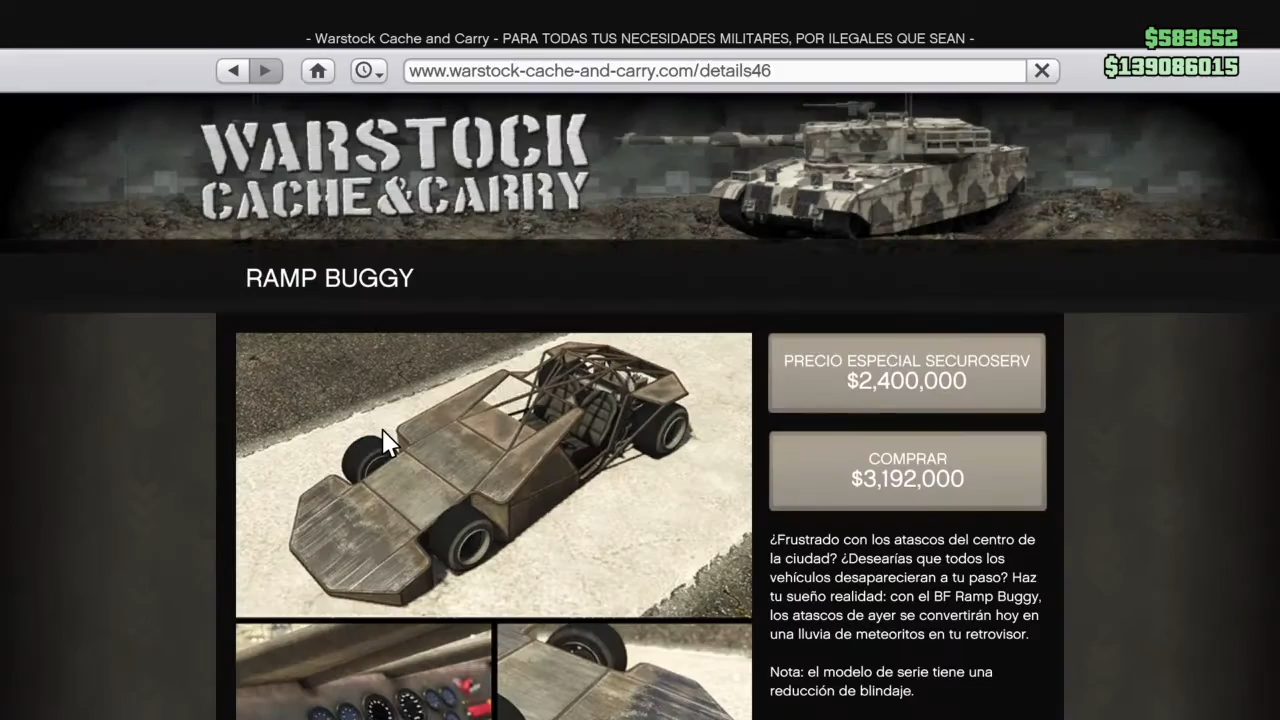 - Warstock Cache and Carry - PARA TODAS TUS NECESIDADES MILITARES, POR ILEGALES QUE SEAN -
$583652
www.warstock-cache-and-carry.com/details46
$139086015
WARSTOCK
CACHE&CARRY
RAMP BUGGY
PRECIO ESPECIAL SECUROSERV
$2,400,000
COMPRAR
$3,192,000
¿Frustrado con los atascos del centro de
la ciudad? ¿Desearías que todos los
vehículos desaparecieran a tu paso? Haz
tu sueño realidad: con el BF Ramp Buggy,
los atascos de ayer se convertirán hoy en
una lluvia de meteoritos en tu retrovisor.
Nota: el modelo de serie tiene una
reducción de blindaje.